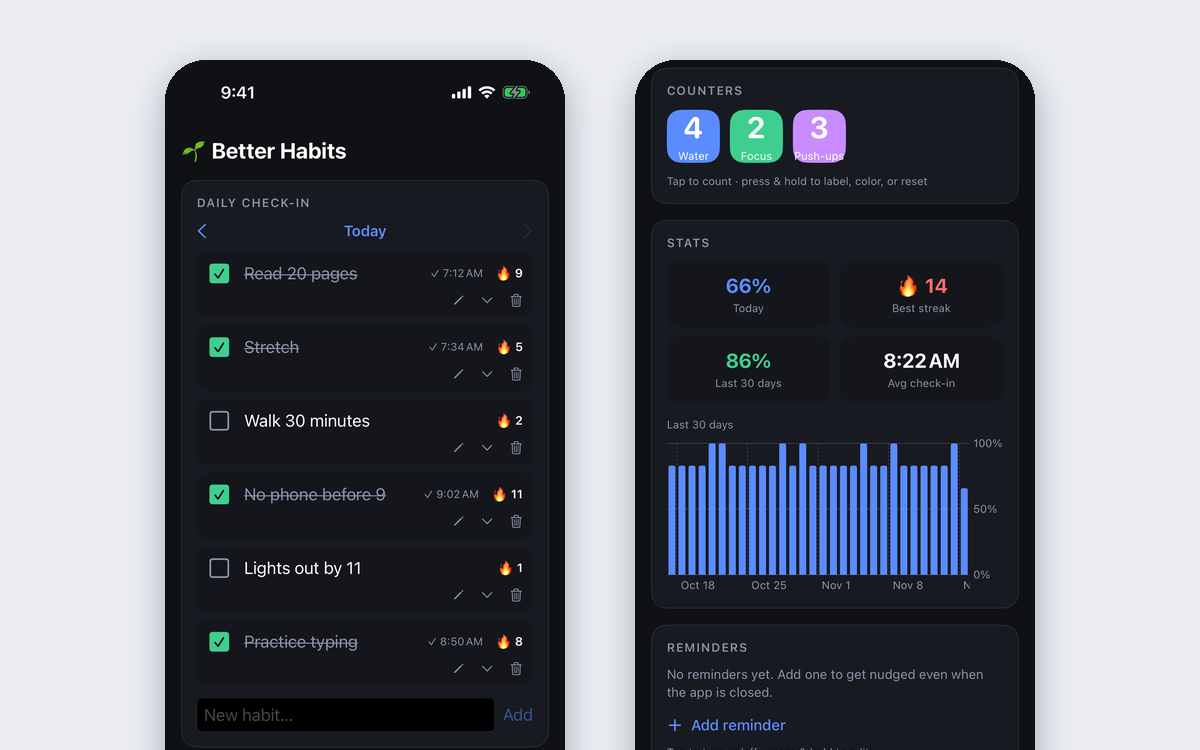 9:41
🌱 Better Habits
DAILY CHECK-IN
Today
Read 20 pages ✓ 7:12 AM 🔥 9
Stretch ✓ 7:34 AM 🔥 5
Walk 30 minutes 🔥 2
No phone before 9 ✓ 9:02 AM 🔥 11
Lights out by 11 🔥 1
Practice typing ✓ 8:50 AM 🔥 8
New habit... Add
COUNTERS
4 2 3
Water Focus Push-ups
Tap to count · press & hold to label, color, or reset
STATS
66% 🔥 14
Today Best streak
86% 8:22 AM
Last 30 days Avg check-in
Last 30 days
100%
50%
0%
Oct 18 Oct 25 Nov 1 Nov 8 N
REMINDERS
No reminders yet. Add one to get nudged even when
the app is closed.
+ Add reminder